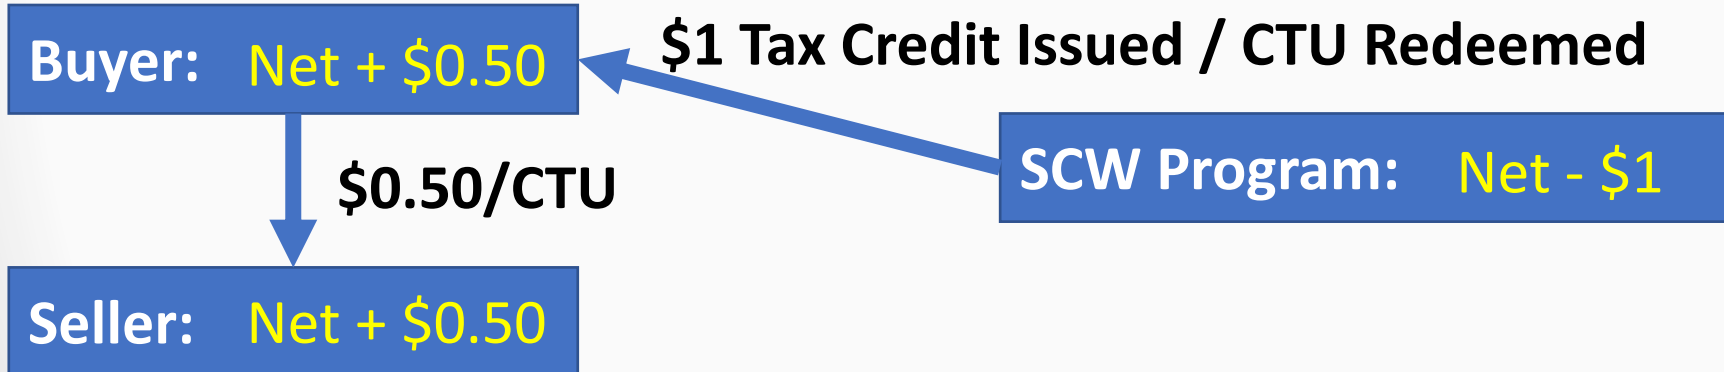 Buyer: Net + $0.50
$1 Tax Credit Issued / CTU Redeemed
SCW Program: Net - $1
$0.50/CTU
Seller: Net + $0.50